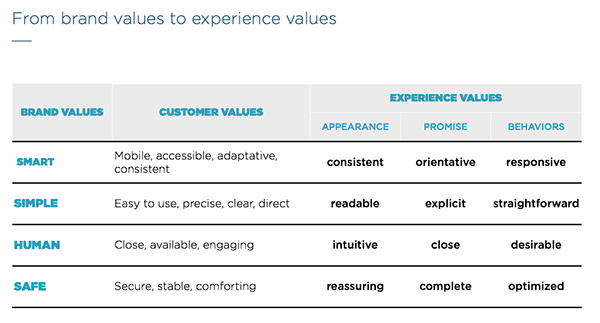 From brand values to experience values
BRAND VALUES CUSTOMER VALUES EXPERIENCE VALUES
APPEARANCE PROMISE BEHAVIORS
SMART Mobile, accessible, adaptative, consistent orientative responsive
consistent
SIMPLE Easy to use, precise, clear, direct readable explicit straightforward
HUMAN Close, available, engaging intuitive close desirable
SAFE Secure, stable, comforting reassuring complete optimized